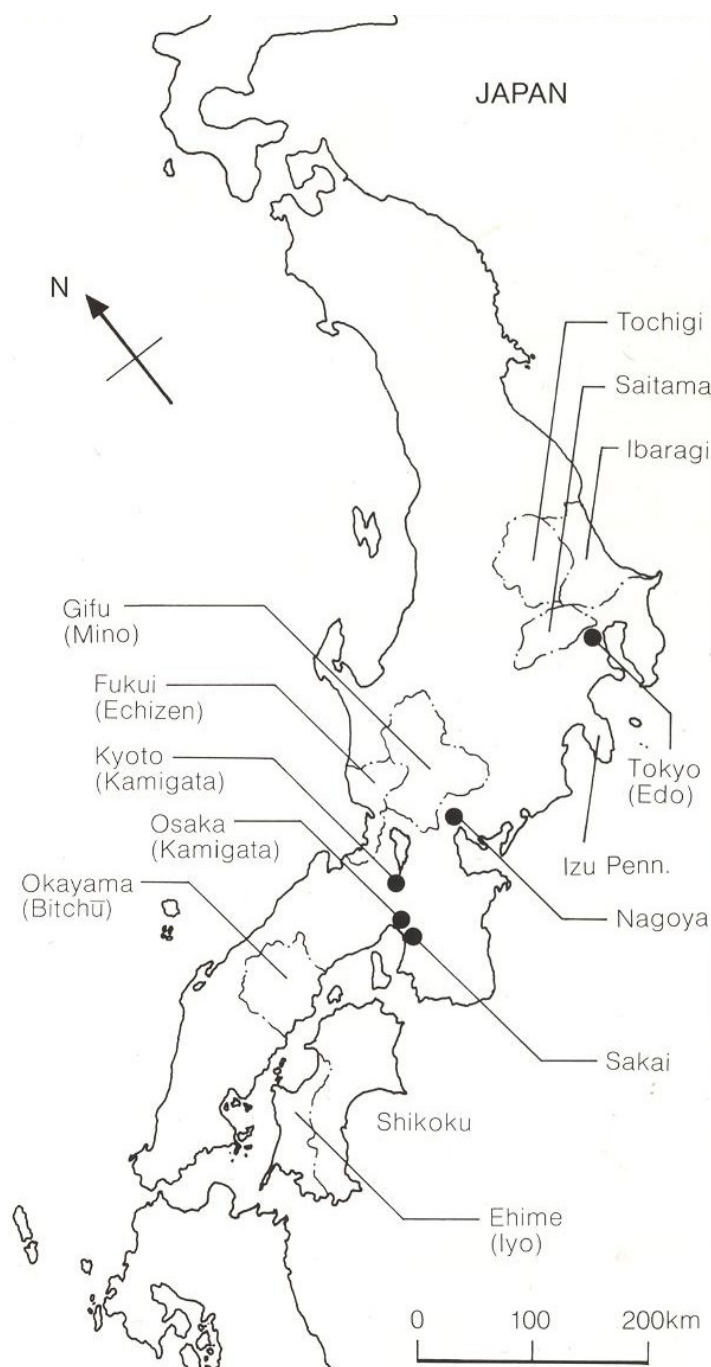 JAPAN
N
Tochigi
Saitama
Ibaragi
Gifu
(Mino)
Fukui
(Echizen)
Kyoto
(Kamigata)
Osaka
(Kamigata)
Okayama
(Bitchū)
Tokyo
(Edo)
Izu Penn.
Nagoya
Sakai
Shikoku
Ehime
(Iyo)
0 100 200km